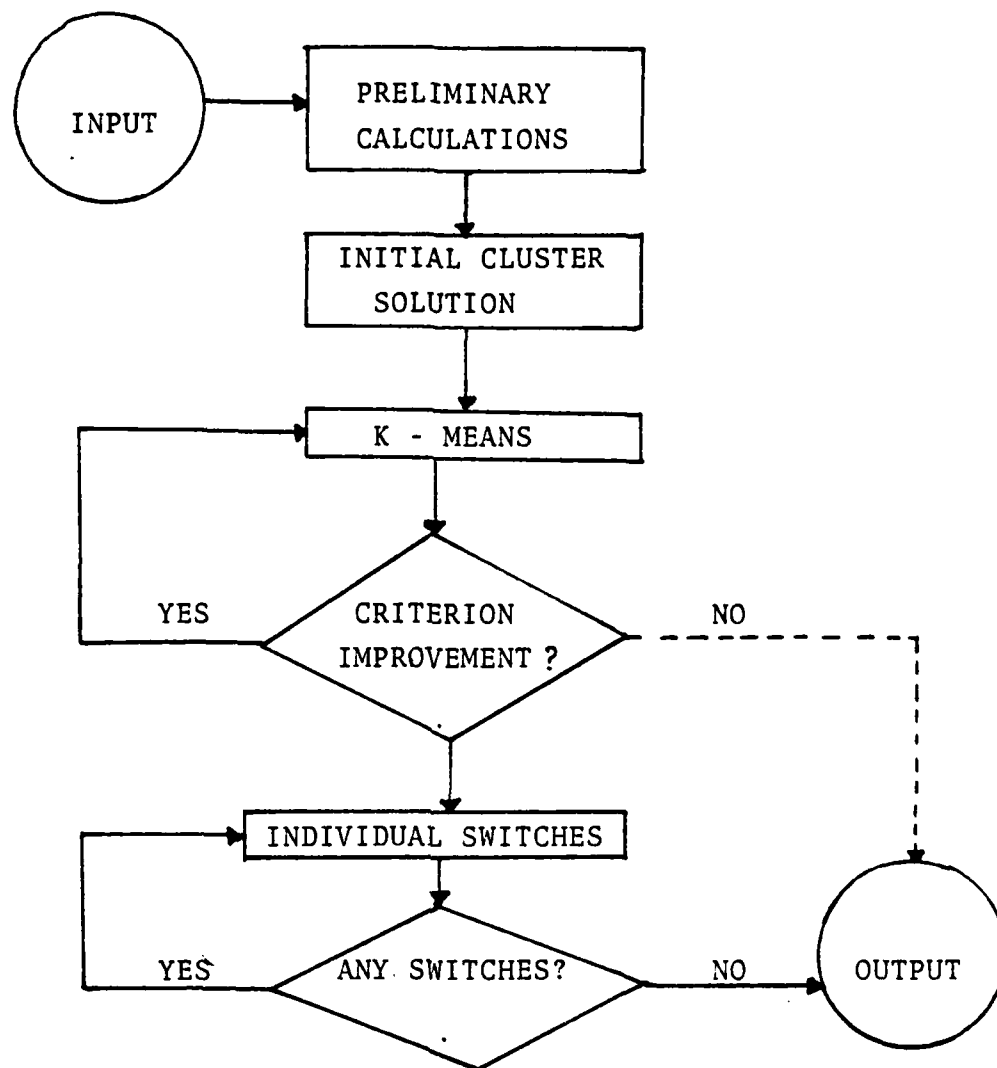 INPUT
PRELIMINARY
CALCULATIONS
INITIAL CLUSTER
SOLUTION
K - MEANS
YES
CRITERION
IMPROVEMENT ?
NO
INDIVIDUAL SWITCHES
YES
ANY SWITCHES?
NO
OUTPUT